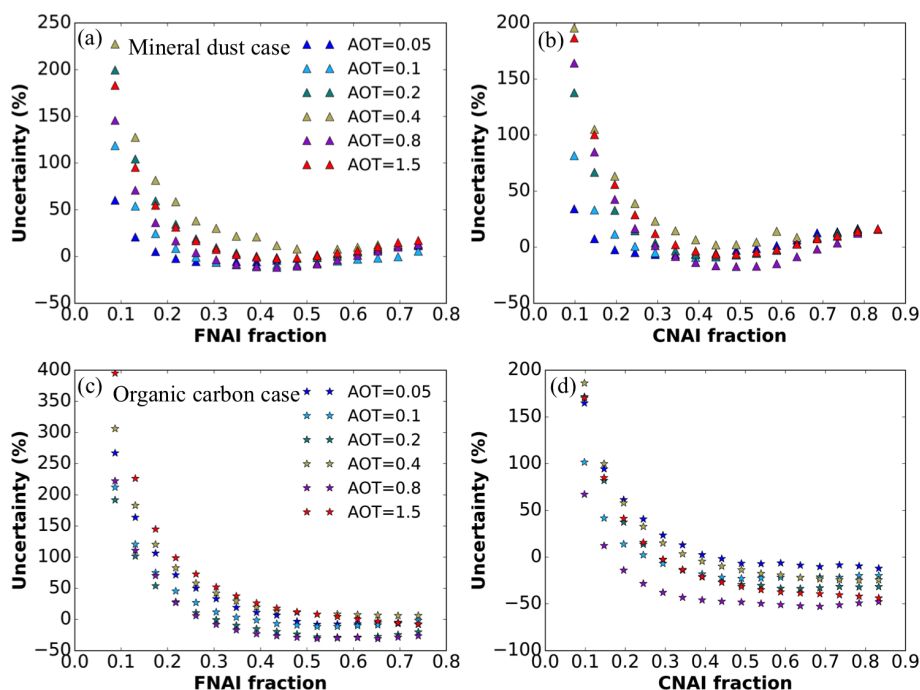 (a) Mineral dust case
AOT=0.05
AOT=0.1
AOT=0.2
AOT=0.4
AOT=0.8
AOT=1.5
250
200
150
100
50
0
−50
Uncertainty (%)
0.0 0.1 0.2 0.3 0.4 0.5 0.6 0.7 0.8
FNAI fraction
(b)
200
150
100
50
0
−50
Uncertainty (%)
0.0 0.1 0.2 0.3 0.4 0.5 0.6 0.7 0.8 0.9
CNAI fraction
(c) Organic carbon case
AOT=0.05
AOT=0.1
AOT=0.2
AOT=0.4
AOT=0.8
AOT=1.5
400
350
300
250
200
150
100
50
0
−50
Uncertainty (%)
0.0 0.1 0.2 0.3 0.4 0.5 0.6 0.7 0.8
FNAI fraction
(d)
200
150
100
50
0
−50
−100
Uncertainty (%)
0.0 0.1 0.2 0.3 0.4 0.5 0.6 0.7 0.8 0.9
CNAI fraction